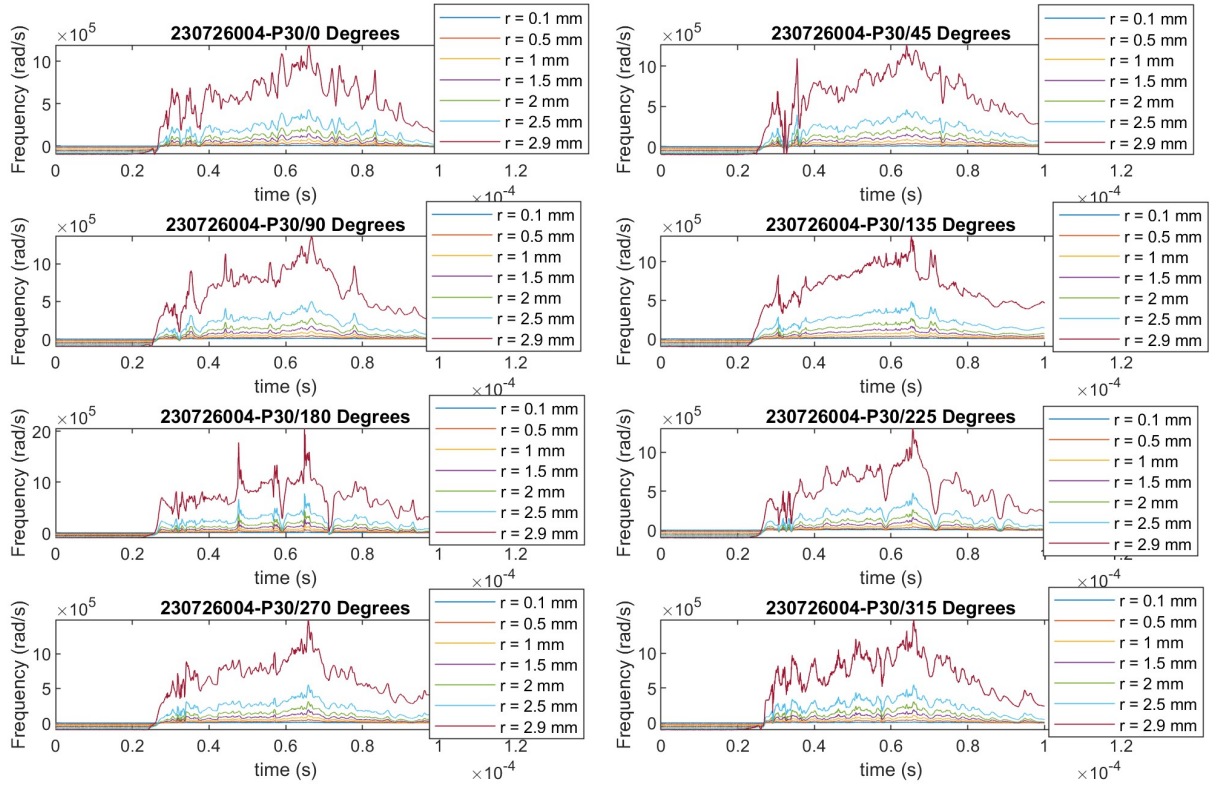 230726004-P30/0 Degrees
×10^5
Frequency (rad/s)
10
5
0
0 0.2 0.4 0.6 0.8 1.2
time (s)
×10^-4
r = 0.1 mm
r = 0.5 mm
r = 1 mm
r = 1.5 mm
r = 2 mm
r = 2.5 mm
r = 2.9 mm
230726004-P30/45 Degrees
×10^5
Frequency (rad/s)
10
5
0
0 0.2 0.4 0.6 0.8 1.2
time (s)
×10^-4
r = 0.1 mm
r = 0.5 mm
r = 1 mm
r = 1.5 mm
r = 2 mm
r = 2.5 mm
r = 2.9 mm
230726004-P30/90 Degrees
×10^5
Frequency (rad/s)
10
5
0
0 0.2 0.4 0.6 0.8 1.2
time (s)
×10^-4
r = 0.1 mm
r = 0.5 mm
r = 1 mm
r = 1.5 mm
r = 2 mm
r = 2.5 mm
r = 2.9 mm
230726004-P30/135 Degrees
×10^5
Frequency (rad/s)
10
5
0
0 0.2 0.4 0.6 0.8 1 1.2
time (s)
×10^-4
r = 0.1 mm
r = 0.5 mm
r = 1 mm
r = 1.5 mm
r = 2 mm
r = 2.5 mm
r = 2.9 mm
230726004-P30/180 Degrees
×10^5
Frequency (rad/s)
20
10
0
0 0.2 0.4 0.6 0.8 1.2
time (s)
×10^-4
r = 0.1 mm
r = 0.5 mm
r = 1 mm
r = 1.5 mm
r = 2 mm
r = 2.5 mm
r = 2.9 mm
230726004-P30/225 Degrees
×10^5
Frequency (rad/s)
10
5
0
0 0.2 0.4 0.6 0.8
time (s)
×10^-4
r = 0.1 mm
r = 0.5 mm
r = 1 mm
r = 1.5 mm
r = 2 mm
r = 2.5 mm
r = 2.9 mm
230726004-P30/270 Degrees
×10^5
Frequency (rad/s)
10
5
0
0 0.2 0.4 0.6 0.8 1.2
time (s)
×10^-4
r = 0.1 mm
r = 0.5 mm
r = 1 mm
r = 1.5 mm
r = 2 mm
r = 2.5 mm
r = 2.9 mm
230726004-P30/315 Degrees
×10^5
Frequency (rad/s)
10
5
0
0 0.2 0.4 0.6 0.8 1 1.2
time (s)
×10^-4
r = 0.1 mm
r = 0.5 mm
r = 1 mm
r = 1.5 mm
r = 2 mm
r = 2.5 mm
r = 2.9 mm